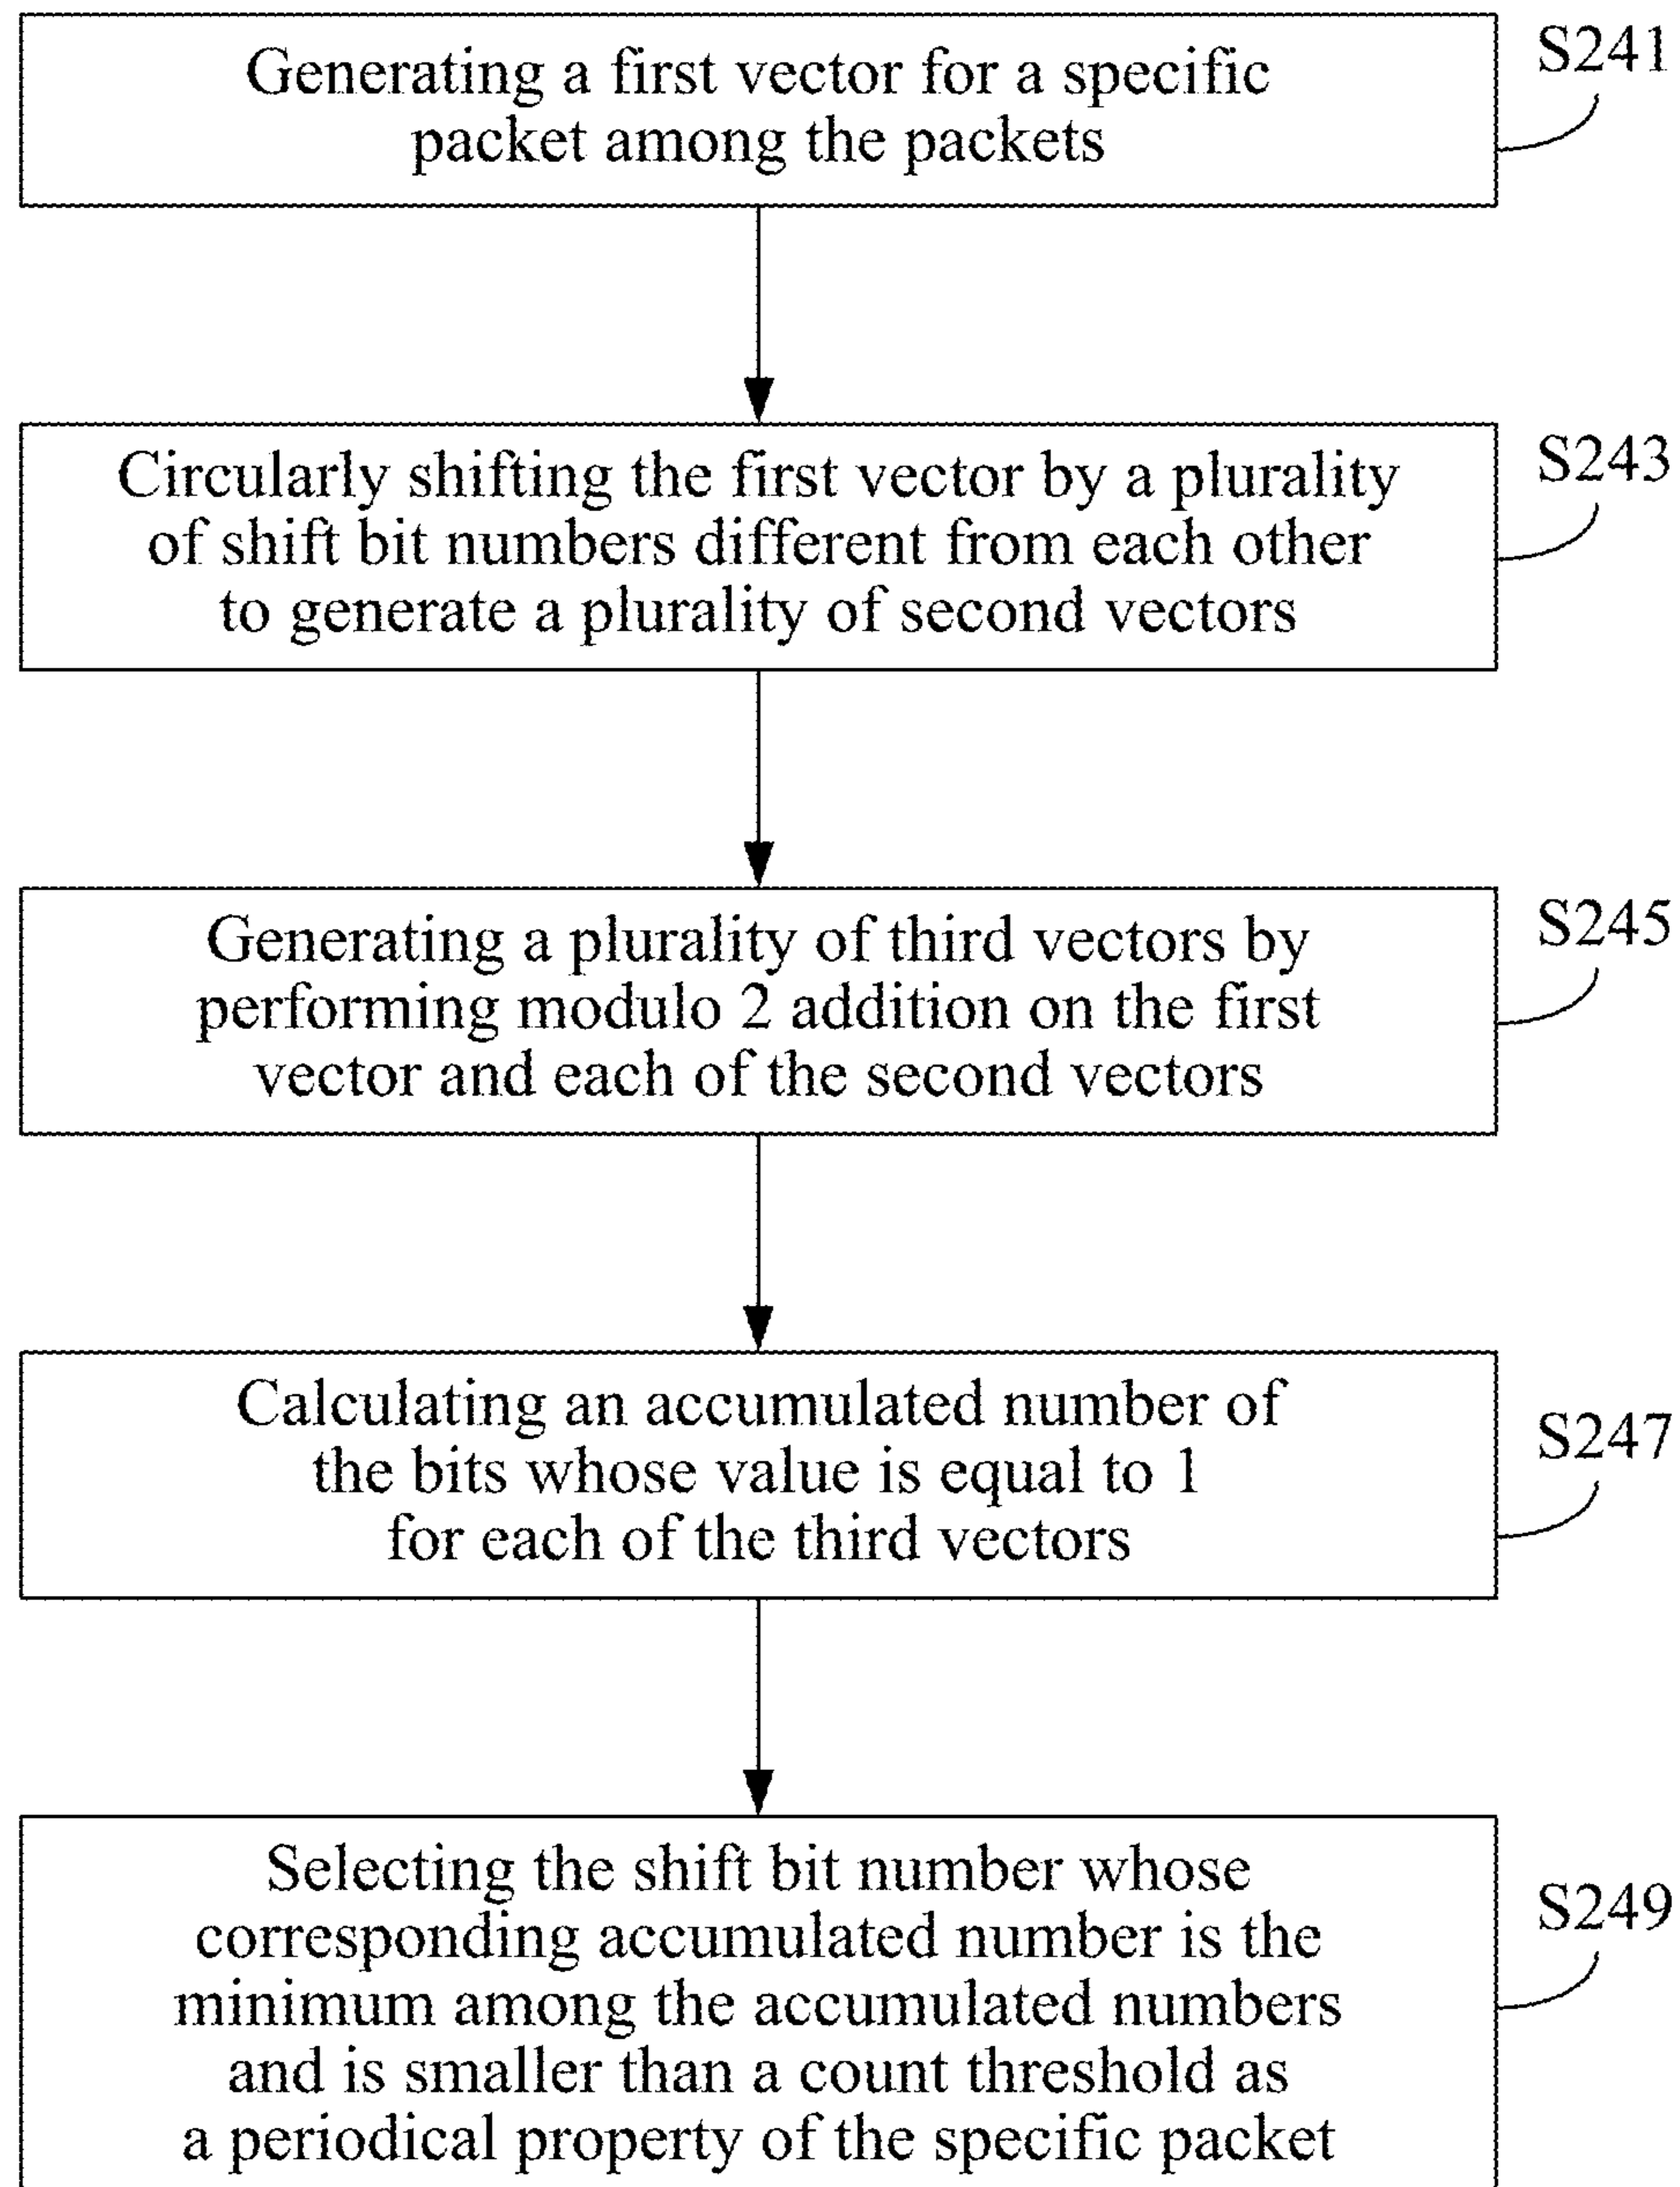 Generating a first vector for a specific
packet among the packets
S241
Circularly shifting the first vector by a plurality
of shift bit numbers different from each other
to generate a plurality of second vectors
S243
Generating a plurality of third vectors by
performing modulo 2 addition on the first
vector and each of the second vectors
S245
Calculating an accumulated number of
the bits whose value is equal to 1
for each of the third vectors
S247
Selecting the shift bit number whose
corresponding accumulated number is the
minimum among the accumulated numbers
and is smaller than a count threshold as
a periodical property of the specific packet
S249